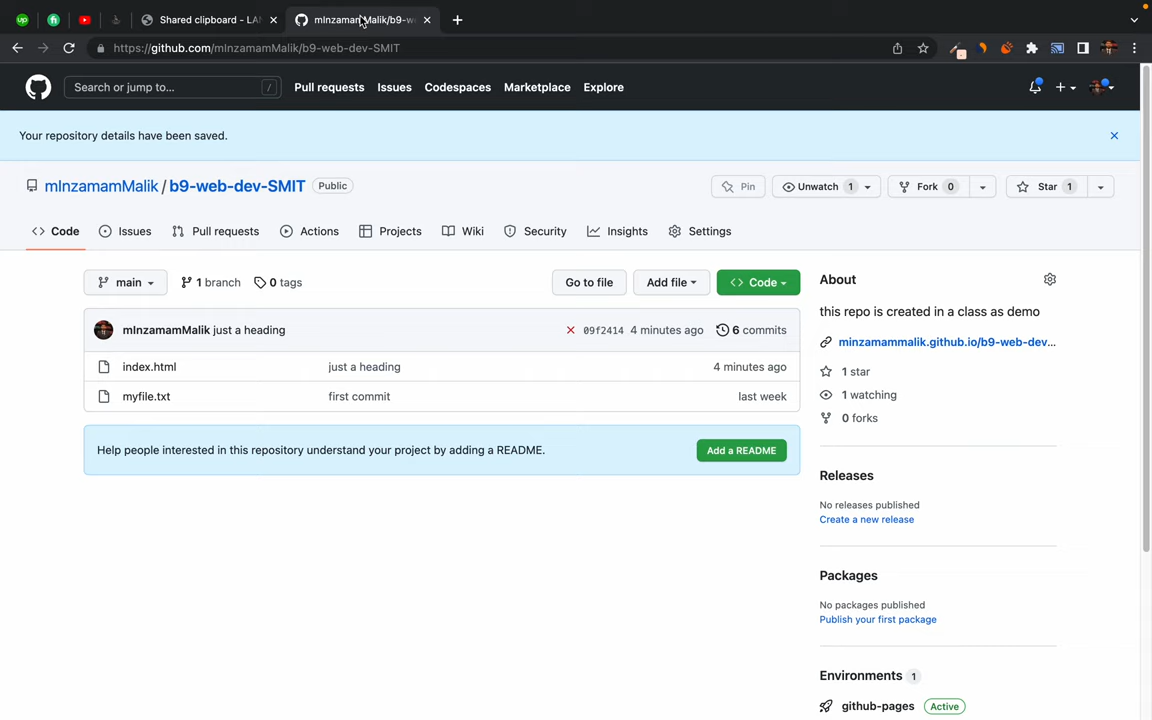 Shared clipboard - LAN
mInzamamMalik/b9-we
https://github.com/mInzamamMalik/b9-web-dev-SMIT
Search or jump to...
/
Pull requests
Issues
Codespaces
Marketplace
Explore
Your repository details have been saved.
mInzamamMalik / b9-web-dev-SMIT
Public
Pin
Unwatch 1
Fork 0
Star 1
Code
Issues
Pull requests
Actions
Projects
Wiki
Security
Insights
Settings
main
1 branch
0 tags
Go to file
Add file
Code
mInzamamMalik just a heading
09f2414 4 minutes ago
6 commits
index.html
just a heading
4 minutes ago
myfile.txt
first commit
last week
Help people interested in this repository understand your project by adding a README.
Add a README
About
this repo is created in a class as demo
minzamammalik.github.io/b9-web-dev...
1 star
1 watching
0 forks
Releases
No releases published
Create a new release
Packages
No packages published
Publish your first package
Environments 1
github-pages Active